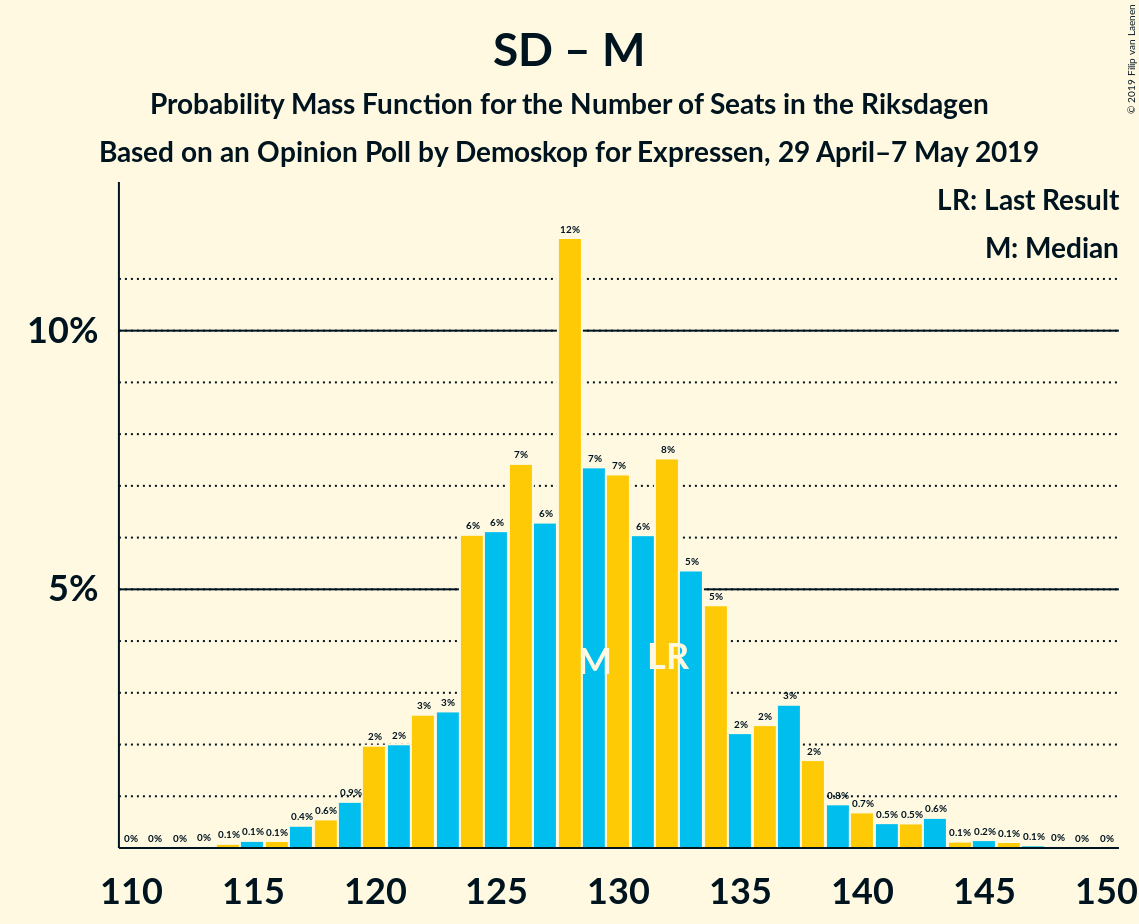 © 2019 Filip van Laenen
SD – M
Probability Mass Function for the Number of Seats in the Riksdagen
Based on an Opinion Poll by Demoskop for Expressen, 29 April–7 May 2019
LR: Last Result
M: Median
10%
5%
0% 0% 0% 0% 0.1% 0.1% 0.1% 0.4% 0.6% 0.9% 2% 2% 3% 3% 6% 6% 7% 6% 12% 7% 7% 6% 8% 5% 5% 2% 2% 3% 2% 0.8% 0.7% 0.5% 0.5% 0.6% 0.1% 0.2% 0.1% 0.1% 0% 0% 0%
M LR
110 115 120 125 130 135 140 145 150